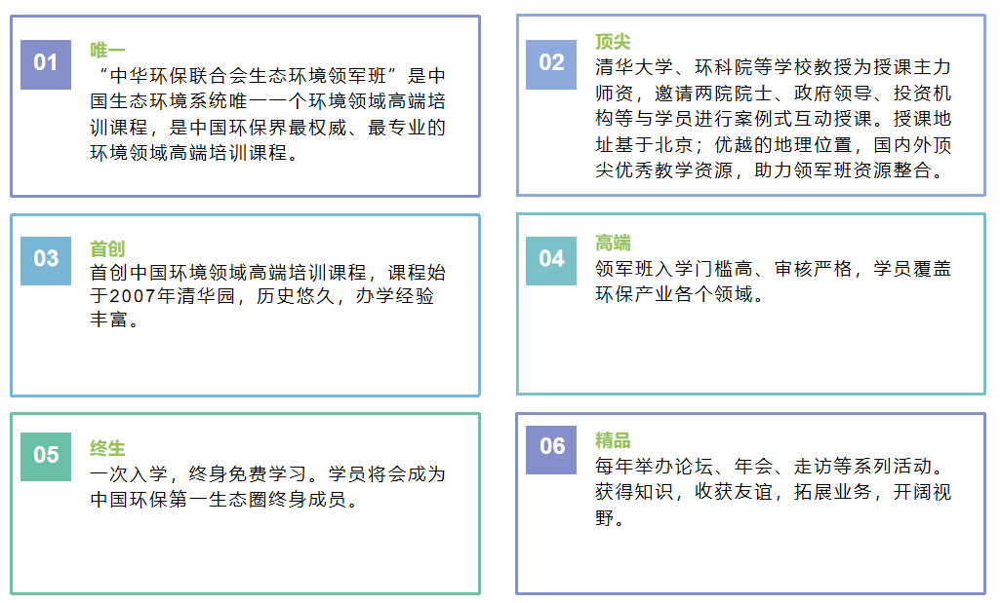 01
唯一
“中华环保联合会生态环境领军班”是中
国生态环境系统唯一一个环境领域高端培
训课程，是中国环保界最权威、最专业的
环境领域高端培训课程。
02
顶尖
清华大学、环科院等学校教授为授课主力
师资，邀请两院院士、政府领导、投资机
构等与学员进行案例式互动授课。授课地
址基于北京；优越的地理位置，国内外顶
尖优秀教学资源，助力领军班资源整合。
03
首创
首创中国环境领域高端培训课程，课程始
于2007年清华园，历史悠久，办学经验
丰富。
04
高端
领军班入学门槛高、审核严格，学员覆盖
环保产业各个领域。
05
终生
一次入学，终身免费学习。学员将会成为
中国环保第一生态圈终身成员。
06
精品
每年举办论坛、年会、走访等系列活动。
获得知识，收获友谊，拓展业务，开阔视
野。